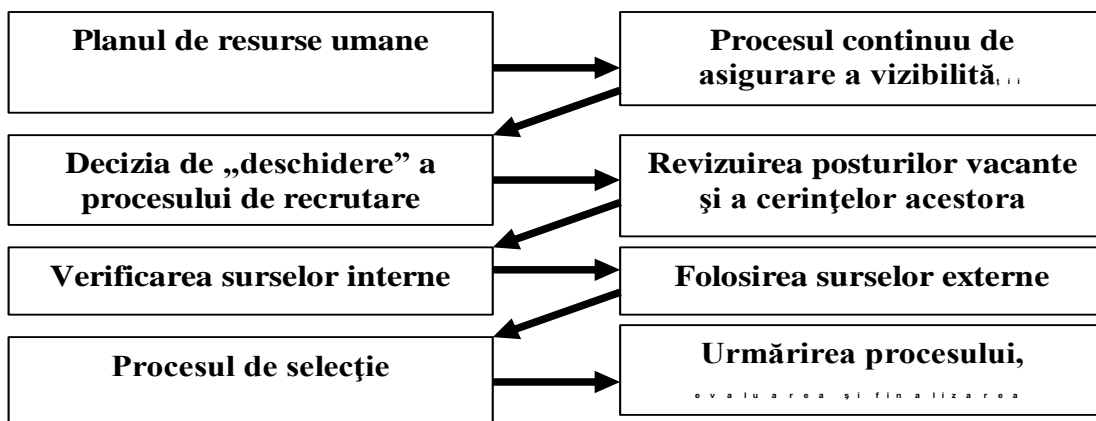 Planul de resurse umane
Procesul continuu de
asigurare a vizibilităţii
Decizia de „deschidere” a
procesului de recrutare
Revizuirea posturilor vacante
şi a cerinţelor acestora
Verificarea surselor interne
Folosirea surselor externe
Procesul de selecţie
Urmărirea procesului,
evaluarea şi finalizarea